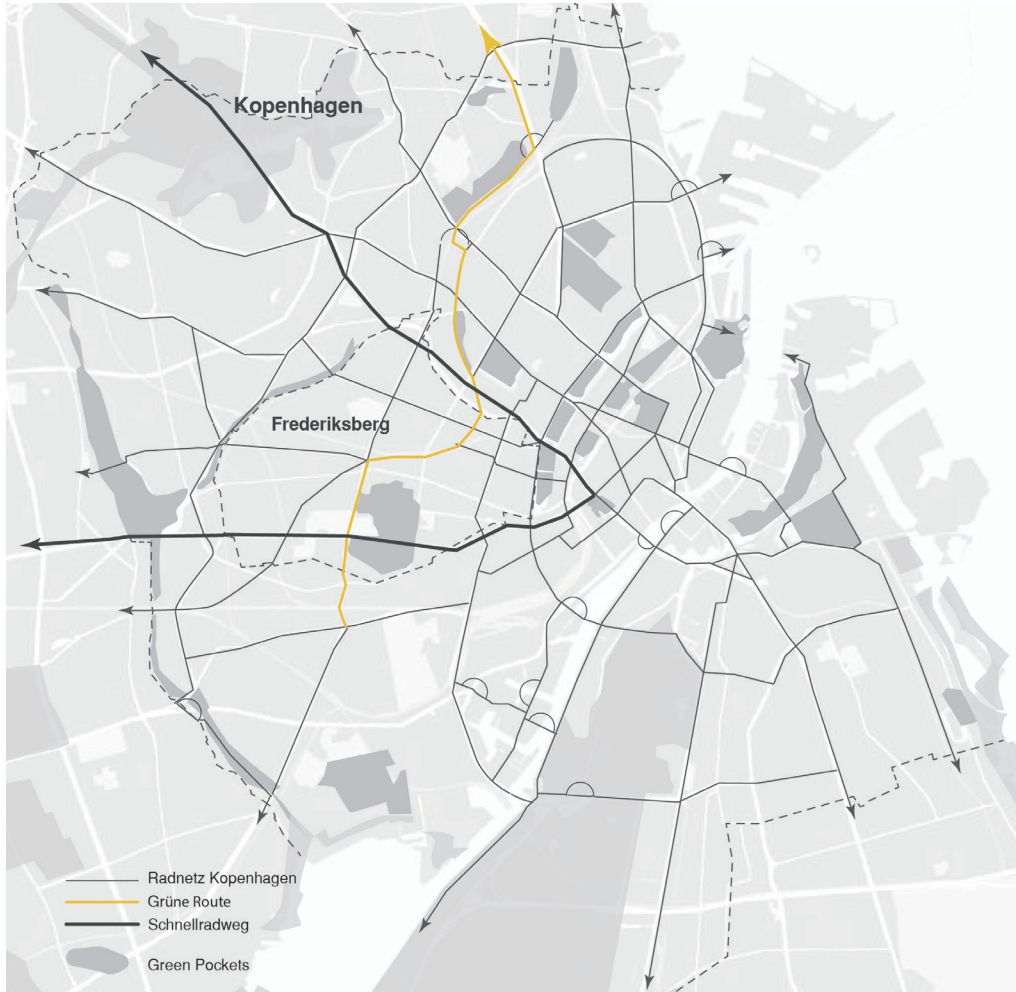 Kopenhagen
Frederiksberg
Radnetz Kopenhagen
Grüne Route
Schnellradweg
Green Pockets